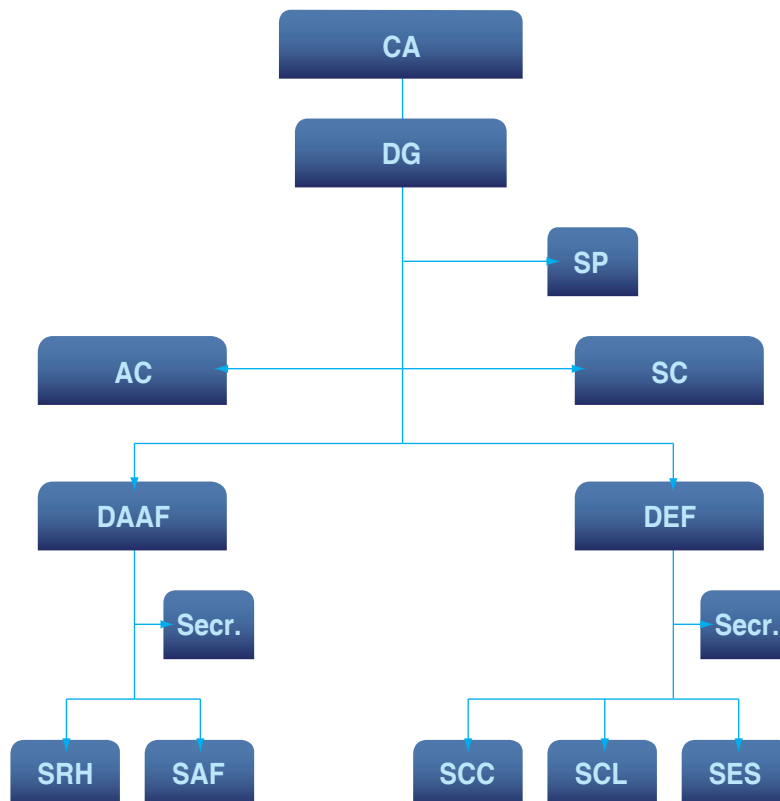 CA
DG
SP
AC
SC
DAAF
DEF
Secr.
Secr.
SRH
SAF
SCC
SCL
SES